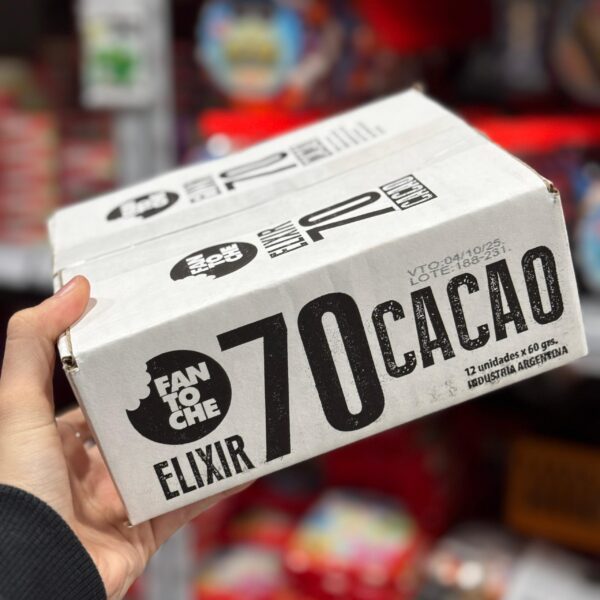 FAN
TO
CHE
ELIXIR
70
CACAO
FAN
TO
CHE
ELIXIR
70
CACAO
VTO:04/10/25.
LOTE:188-231.
12 unidades x 60 grs.
INDUSTRIA ARGENTINA
70